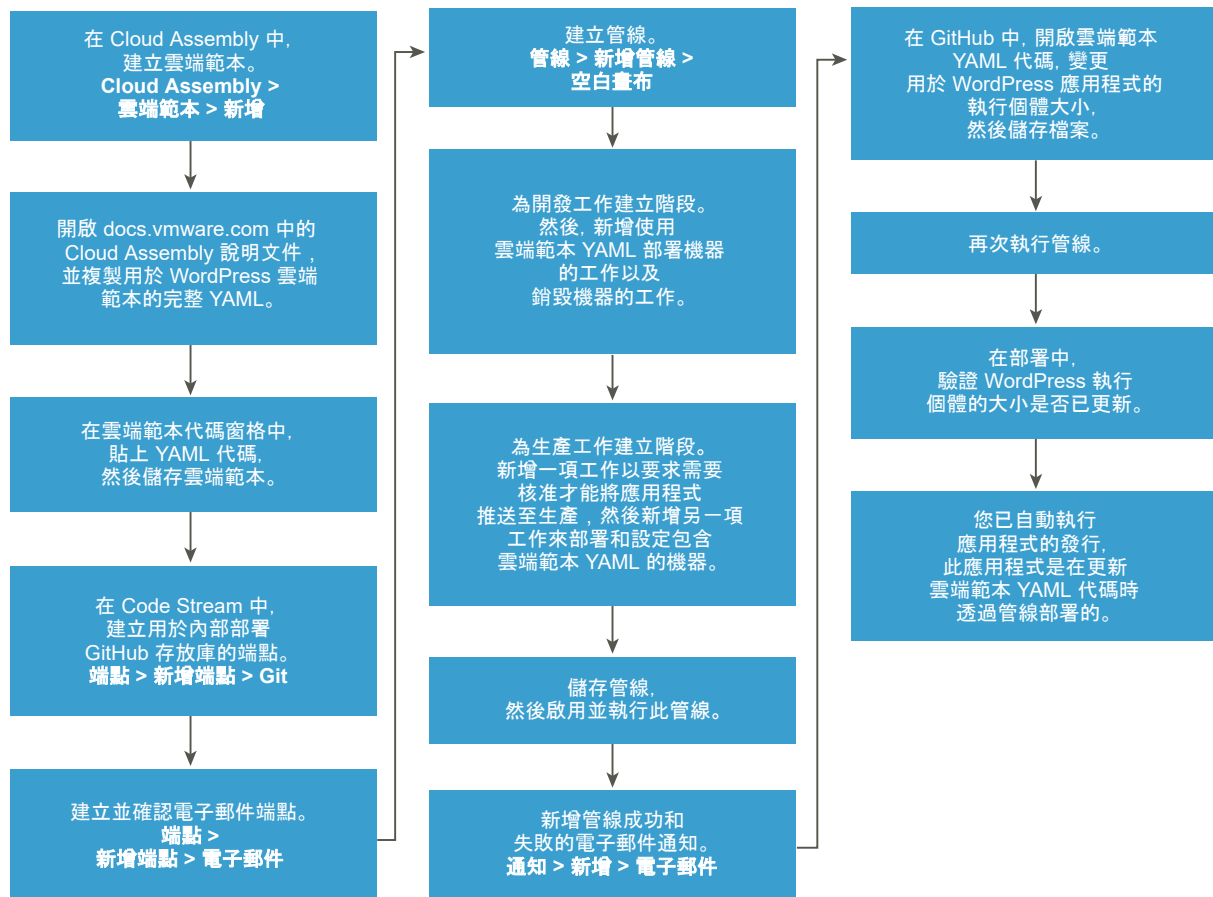 在 Cloud Assembly 中,
建立雲端範本。
Cloud Assembly >
雲端範本 > 新增
開啟 docs.vmware.com 中的
Cloud Assembly 說明文件，
並複製用於 WordPress 雲端
範本的完整 YAML。
在雲端範本代碼窗格中,
貼上 YAML 代碼,
然後儲存雲端範本。
在 Code Stream 中,
建立用於內部部署
GitHub 存放庫的端點。
端點 > 新增端點 > Git
建立並確認電子郵件端點。
端點 >
新增端點 > 電子郵件
建立管線。
管線 > 新增管線 >
空白畫布
為開發工作建立階段。
然後, 新增使用
雲端範本 YAML 部署機器
的工作以及
銷毀機器的工作。
為生產工作建立階段。
新增一項工作以要求需要
核准才能將應用程式
推送至生產，然後新增另一項
工作來部署和設定包含
雲端範本 YAML 的機器。
儲存管線,
然後啟用並執行此管線。
新增管線成功和
失敗的電子郵件通知。
通知 > 新增 > 電子郵件
在 GitHub 中, 開啟雲端範本
YAML 代碼, 變更
用於 WordPress 應用程式的
執行個體大小,
然後儲存檔案。
再次執行管線。
在部署中,
驗證 WordPress 執行
個體的大小是否已更新。
您已自動執行
應用程式的發行,
此應用程式是在更新
雲端範本 YAML 代碼時
透過管線部署的。